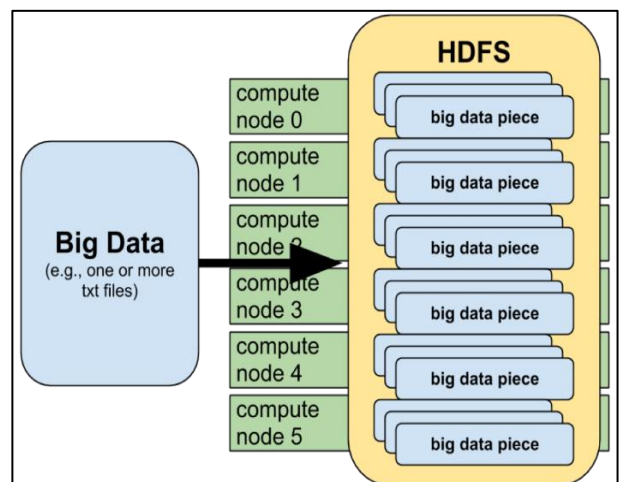 HDFS
compute
node 0
big data piece
compute
node 1
big data piece
Big Data
(e.g., one or more
txt files)
compute
node 2
big data piece
compute
node 3
big data piece
compute
node 4
big data piece
compute
node 5
big data piece